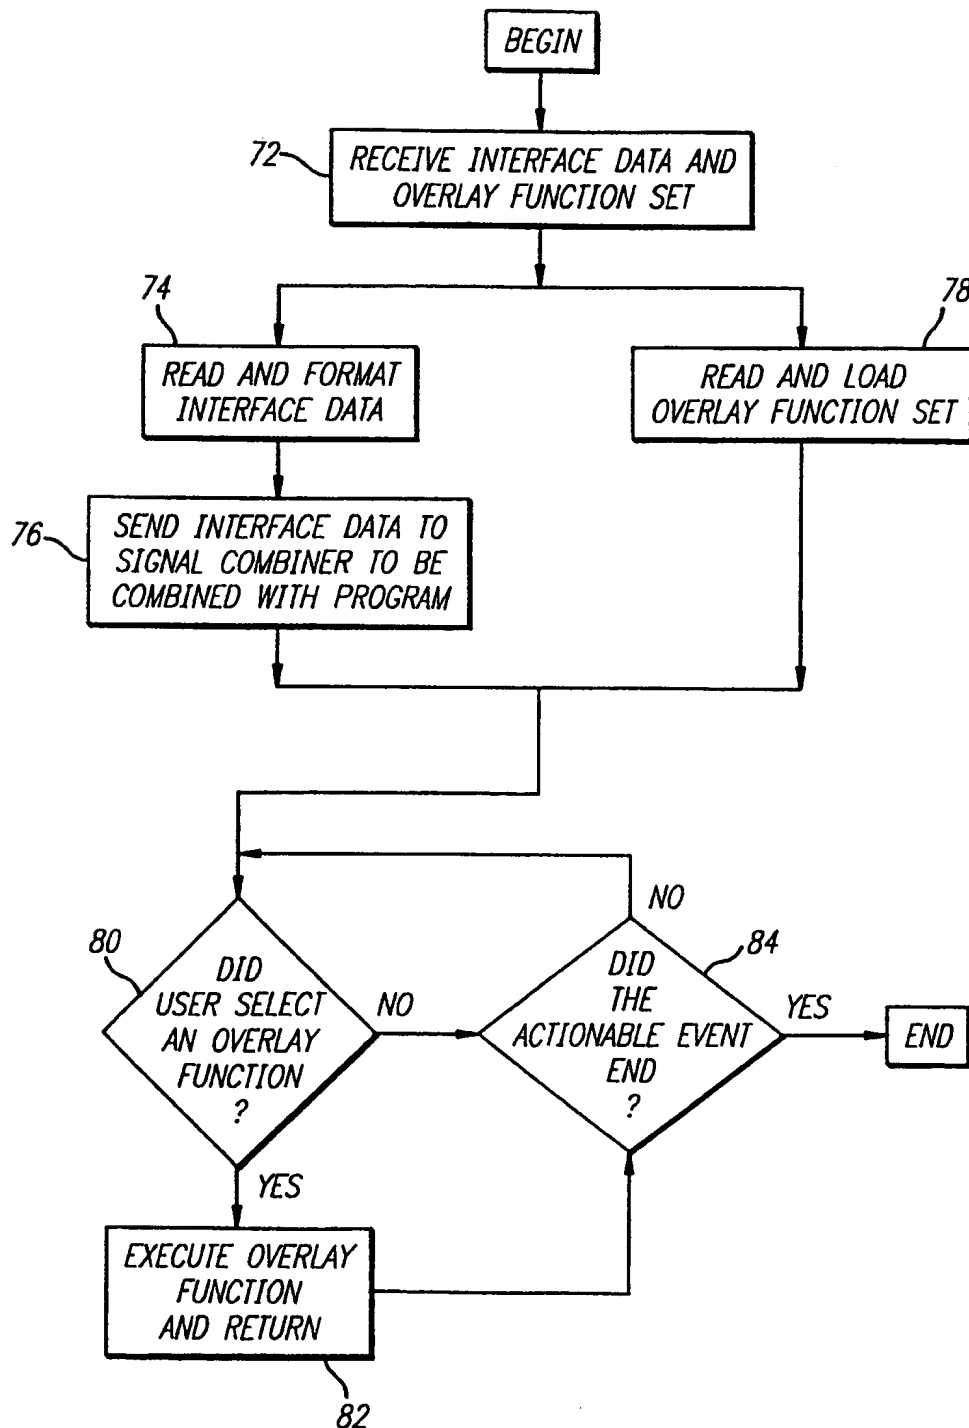 BEGIN
72
RECEIVE INTERFACE DATA AND
OVERLAY FUNCTION SET
74
READ AND FORMAT
INTERFACE DATA
78
READ AND LOAD
OVERLAY FUNCTION SET
76
SEND INTERFACE DATA TO
SIGNAL COMBINER TO BE
COMBINED WITH PROGRAM
80
DID
USER SELECT
AN OVERLAY
FUNCTION
?
NO
YES
84
DID
THE
ACTIONABLE EVENT
END
?
NO
YES
END
EXECUTE OVERLAY
FUNCTION
AND RETURN
82